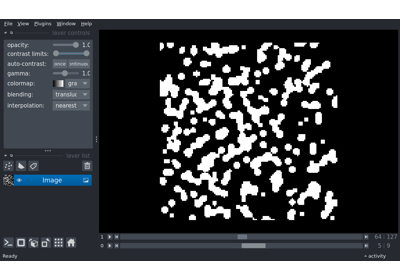 File View Plugins Window Help
layer controls
opacity: 1.0
contrast limits:
auto-contrast: once
gamma: 1.0
colormap: gra
blending: translu
interpolation: nearest
layer list
Image
1 64 127
0 5 9
Ready activity